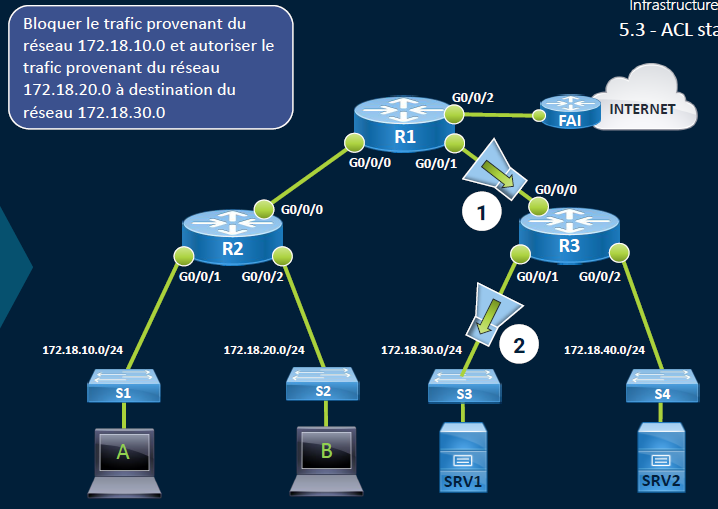 Infrastructure
5.3 - ACL sta
Bloquer le trafic provenant du
réseau 172.18.10.0 et autoriser le
trafic provenant du réseau
172.18.20.0 à destination du
réseau 172.18.30.0
G0/0/2
R1
FAI
INTERNET
G0/0/0
G0/0/1
1
G0/0/0
G0/0/0
R2
R3
G0/0/1
G0/0/2
G0/0/1
G0/0/2
2
172.18.10.0/24
172.18.20.0/24
172.18.30.0/24
172.18.40.0/24
S1
S2
S3
S4
A
B
SRV1
SRV2